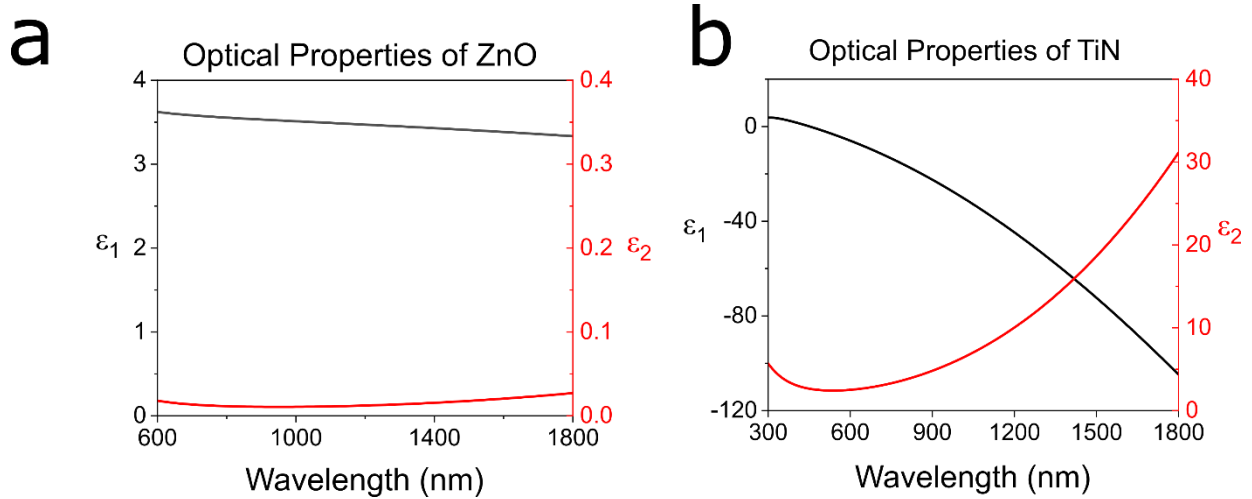 a
Optical Properties of ZnO
4
3
2
1
0
ε1
0.4
0.3
0.2
0.1
0.0
ε2
600
1000
1400
1800
Wavelength (nm)
b
Optical Properties of TiN
0
-40
-80
-120
ε1
40
30
20
10
0
ε2
300
600
900
1200
1500
1800
Wavelength (nm)